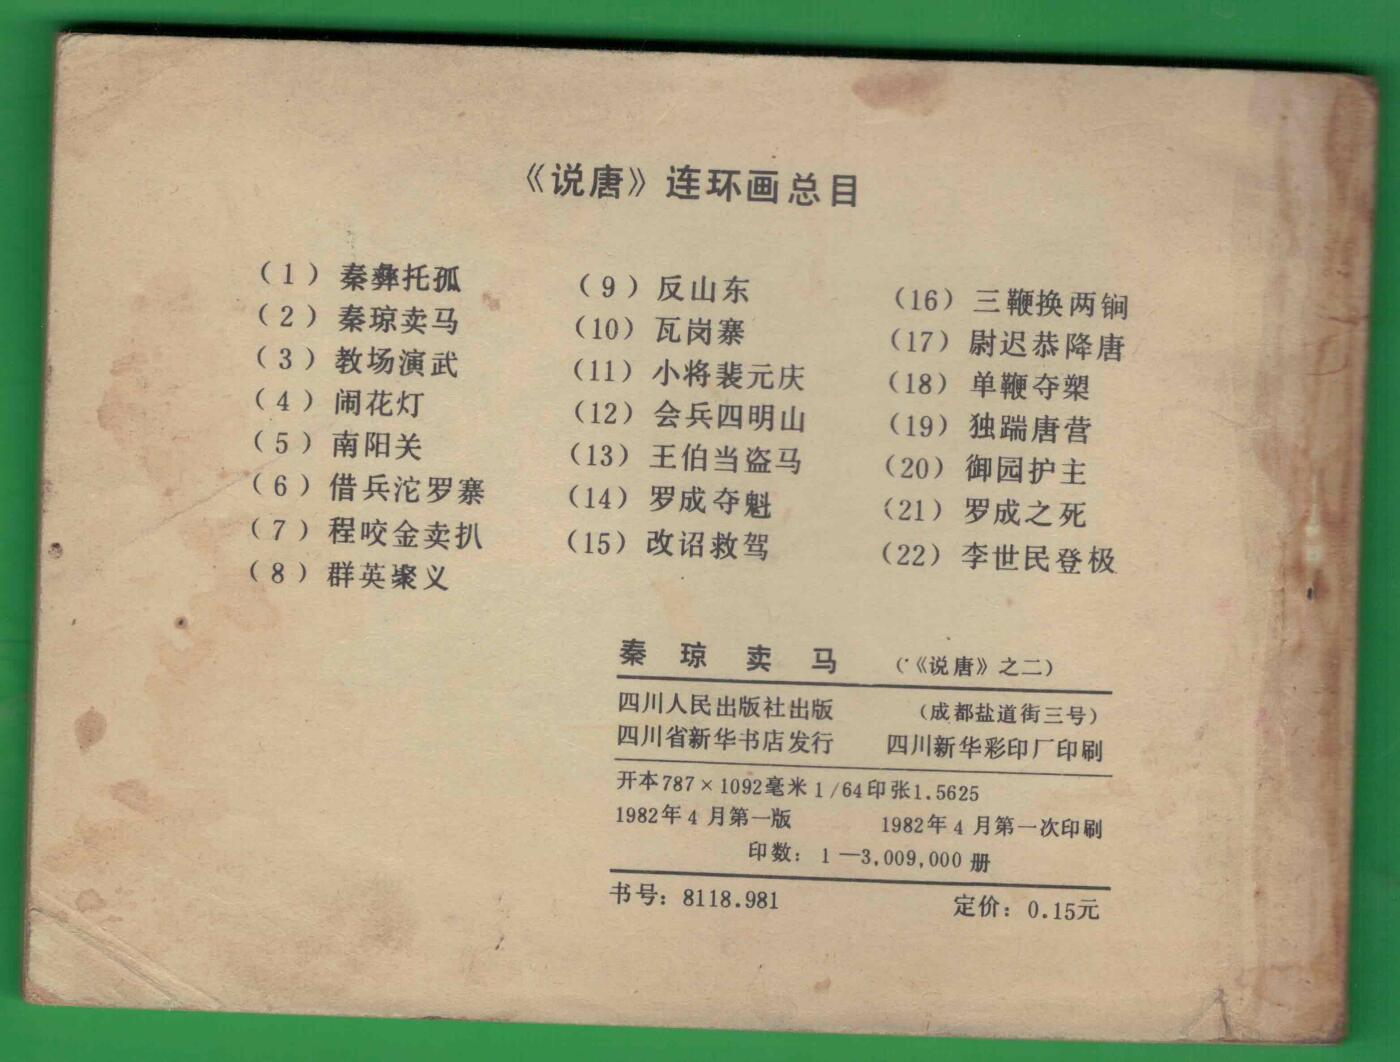 《说唐》连环画总目
（1）秦彝托孤
（2）秦琼卖马
（3）教场演武
（4）闹花灯
（5）南阳关
（6）借兵沱罗寨
（7）程咬金卖扒
（8）群英聚义
（9）反山东
（10）瓦岗寨
（11）小将裴元庆
（12）会兵四明山
（13）王伯当盗马
（14）罗成夺魁
（15）改诏救驾
（16）三鞭换两锏
（17）尉迟恭降唐
（18）单鞭夺槊
（19）独踹唐营
（20）御园护主
（21）罗成之死
（22）李世民登极
秦琼卖马 （《说唐》之二）
四川人民出版社出版 （成都盐道街三号）
四川省新华书店发行 四川新华彩印厂印刷
开本787×1092毫米1/64印张1.5625
1982年4月第一版 1982年4月第一次印刷
印数：1—3,009,000册
书号：8118.981 定价：0.15元